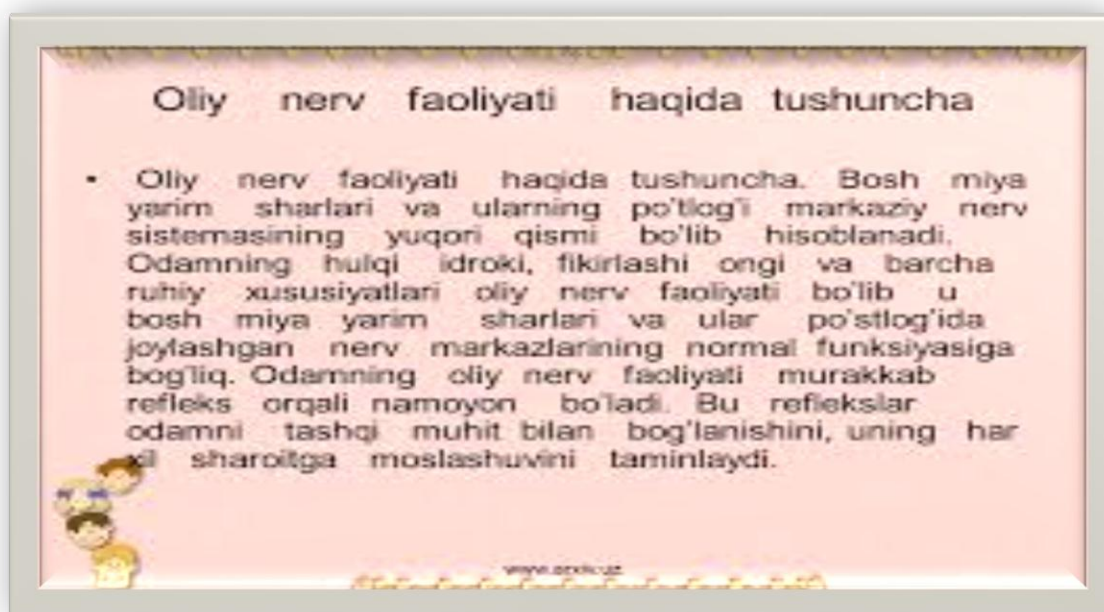 Oliy nerv faoliyati haqida tushuncha
• Oliy nerv faoliyati haqida tushuncha. Bosh miya
yarim sharlari va ularning po'tlog'i markaziy nerv
sistemasining yuqori qismi bo'lib hisoblanadi.
Odamning hulqi idroki, fikirlashi ongi va barcha
ruhiy xususiyatlari oliy nerv faoliyati bo'lib u
bosh miya yarim sharlari va ular po'stlog'ida
joylashgan nerv markazlarining normal funksiyasiga
bog'liq. Odamning oliy nerv faoliyati murakkab
refleks orqali namoyon bo'ladi. Bu reflekslar
odamni tashqi muhit bilan bog'lanishini, uning har
xil sharoitga moslashuvini taminlaydi.